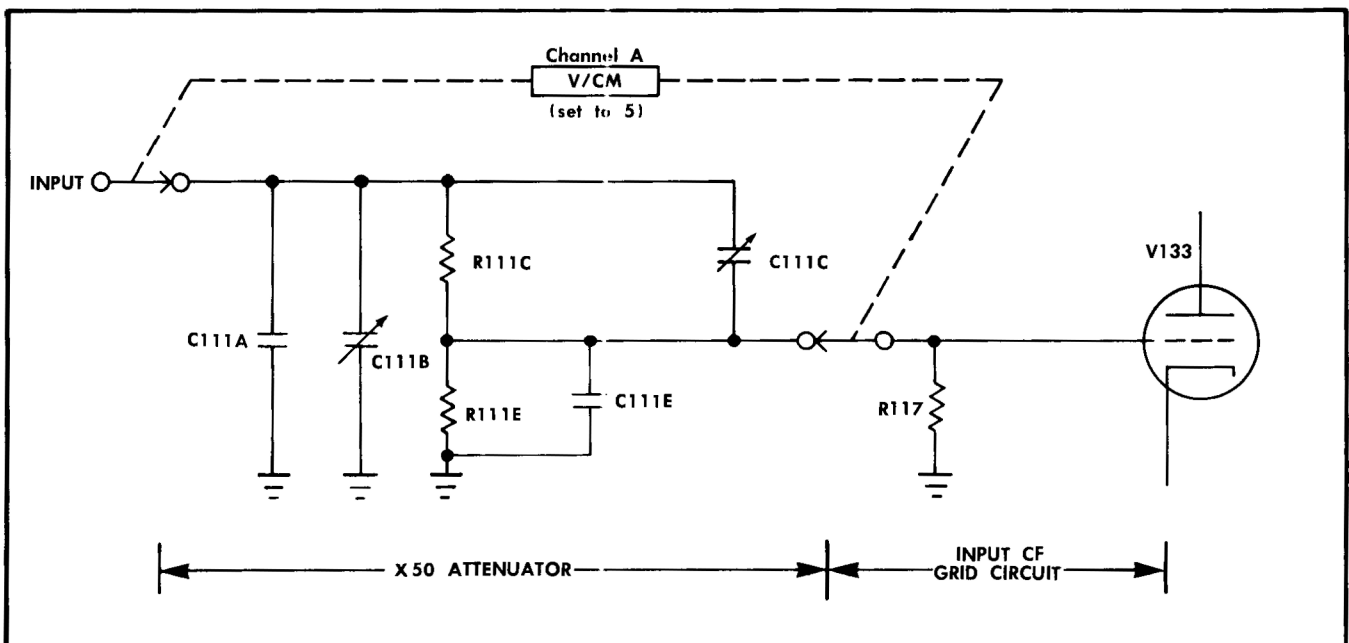 Channel A
V/CM
(set to 5)
INPUT
V133
R111C
C111C
C111A
C111B
R111E
C111E
R117
X50 ATTENUATOR
INPUT CF
GRID CIRCUIT